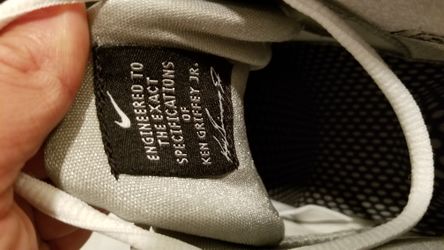 ENGINEERED TO
THE EXACT
SPECIFICATIONS
OF
KEN GRIFFEY JR.